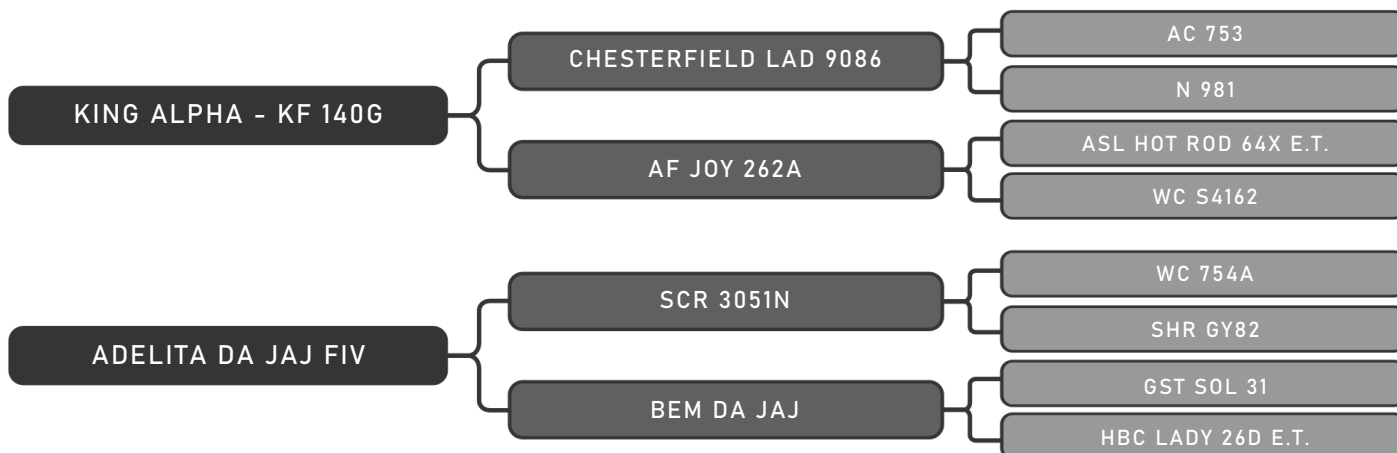 AC 753
CHESTERFIELD LAD 9086
N 981
KING ALPHA - KF 140G
ASL HOT ROD 64X E.T.
AF JOY 262A
WC S4162
WC 754A
SCR 3051N
SHR GY82
ADELITA DA JAJ FIV
GST SOL 31
BEM DA JAJ
HBC LADY 26D E.T.